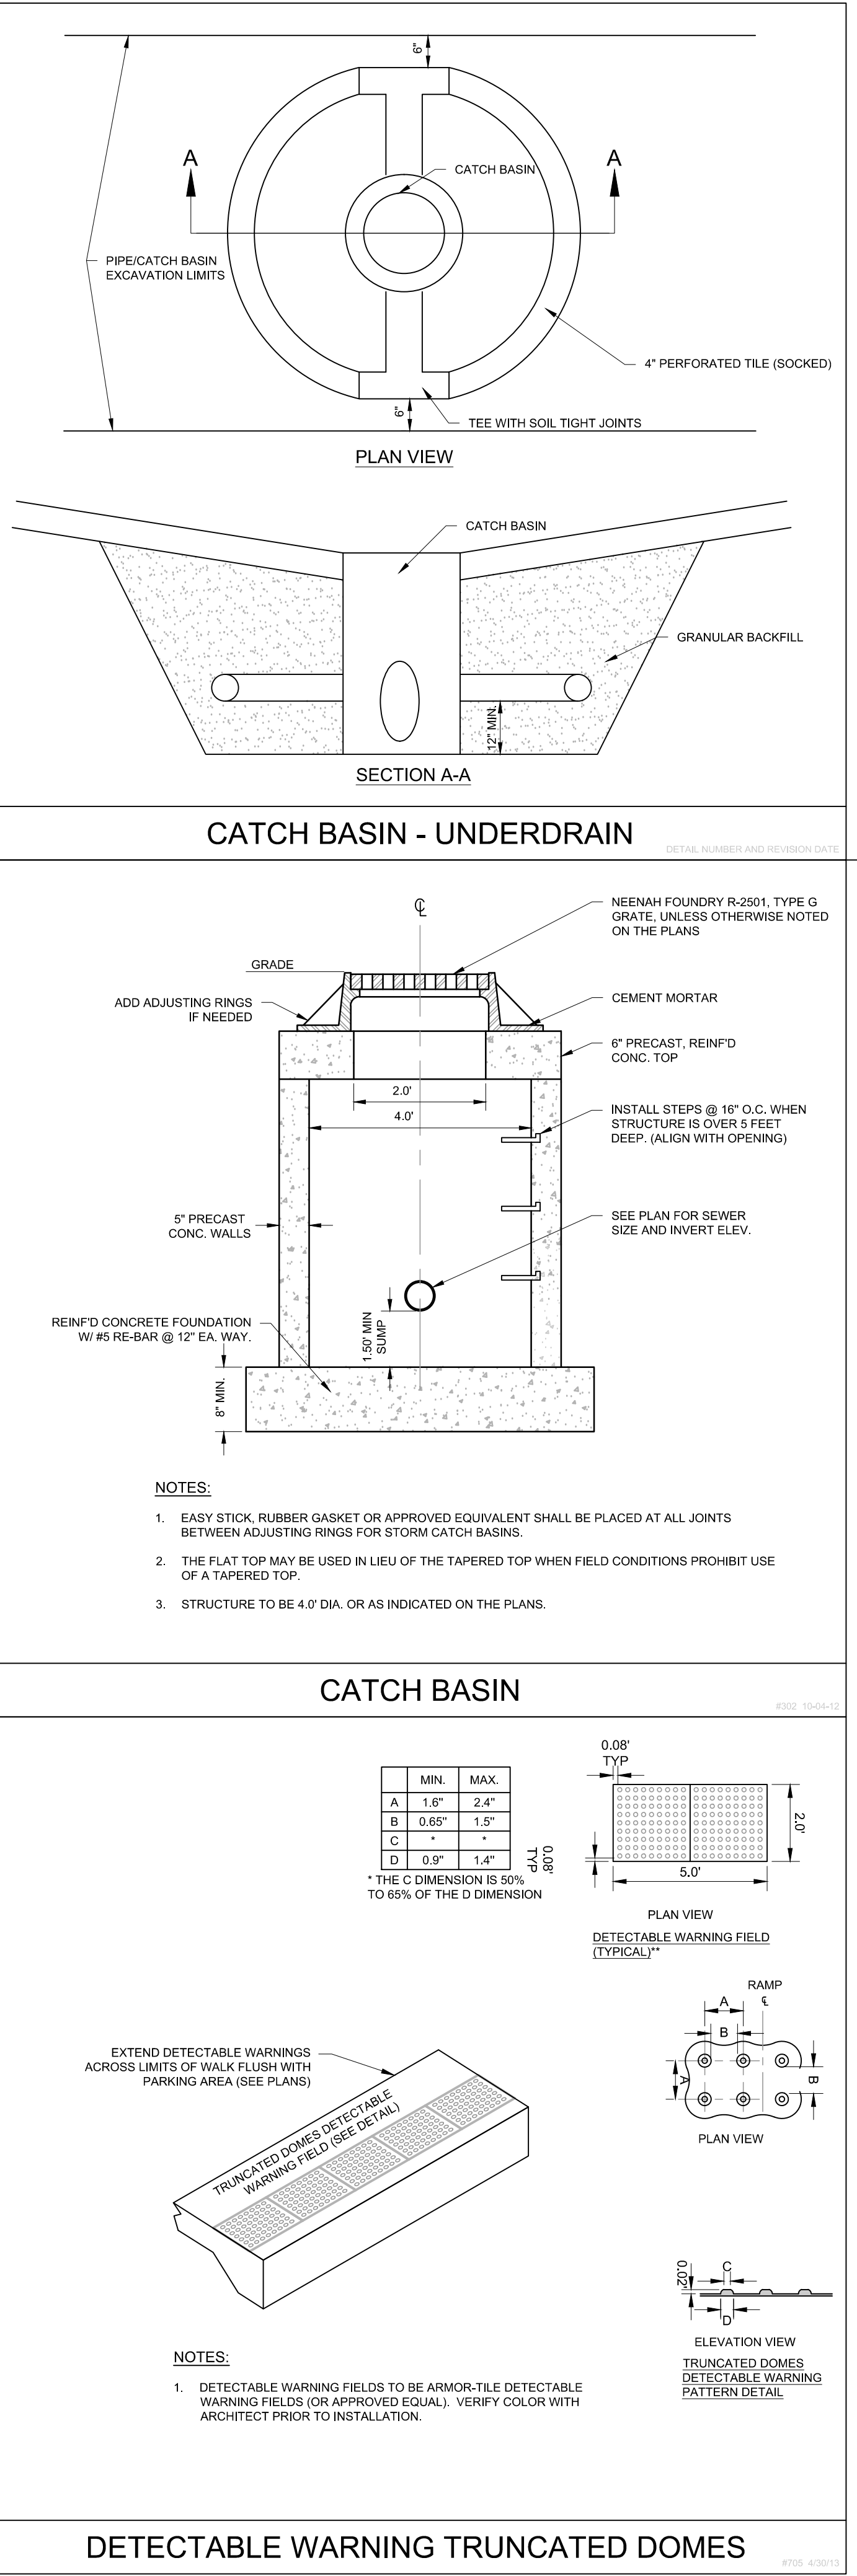 6"
A
A
CATCH BASIN
PIPE/CATCH BASIN
EXCAVATION LIMITS
4" PERFORATED TILE (SOCKED)
6"
TEE WITH SOIL TIGHT JOINTS
PLAN VIEW
CATCH BASIN
GRANULAR BACKFILL
12" MIN.
SECTION A-A
CATCH BASIN - UNDERDRAIN
DETAIL NUMBER AND REVISION DATE
℄
NEENAH FOUNDRY R-2501, TYPE G
GRATE, UNLESS OTHERWISE NOTED
ON THE PLANS
GRADE
ADD ADJUSTING RINGS
IF NEEDED
CEMENT MORTAR
6" PRECAST, REINF'D
CONC. TOP
2.0'
4.0'
INSTALL STEPS @ 16" O.C. WHEN
STRUCTURE IS OVER 5 FEET
DEEP. (ALIGN WITH OPENING)
5" PRECAST
CONC. WALLS
SEE PLAN FOR SEWER
SIZE AND INVERT ELEV.
REINF'D CONCRETE FOUNDATION
W/ #5 RE-BAR @ 12" EA. WAY.
1.50' MIN
SUMP
8" MIN.
NOTES:
1. EASY STICK, RUBBER GASKET OR APPROVED EQUIVALENT SHALL BE PLACED AT ALL JOINTS
BETWEEN ADJUSTING RINGS FOR STORM CATCH BASINS.
2. THE FLAT TOP MAY BE USED IN LIEU OF THE TAPERED TOP WHEN FIELD CONDITIONS PROHIBIT USE
OF A TAPERED TOP.
3. STRUCTURE TO BE 4.0' DIA. OR AS INDICATED ON THE PLANS.
CATCH BASIN
#302 10-04-12
MIN. MAX.
A 1.6" 2.4"
B 0.65" 1.5"
C * *
D 0.9" 1.4"
* THE C DIMENSION IS 50%
TO 65% OF THE D DIMENSION
0.08'
TYP
0.08'
TYP
2.0'
5.0'
PLAN VIEW
DETECTABLE WARNING FIELD
(TYPICAL)**
RAMP
℄
A
B
A
B
PLAN VIEW
EXTEND DETECTABLE WARNINGS
ACROSS LIMITS OF WALK FLUSH WITH
PARKING AREA (SEE PLANS)
TRUNCATED DOMES DETECTABLE
WARNING FIELD (SEE DETAIL)
0.02'
C
D
ELEVATION VIEW
TRUNCATED DOMES
DETECTABLE WARNING
PATTERN DETAIL
NOTES:
1. DETECTABLE WARNING FIELDS TO BE ARMOR-TILE DETECTABLE
WARNING FIELDS (OR APPROVED EQUAL). VERIFY COLOR WITH
ARCHITECT PRIOR TO INSTALLATION.
DETECTABLE WARNING TRUNCATED DOMES
#705 4/30/13